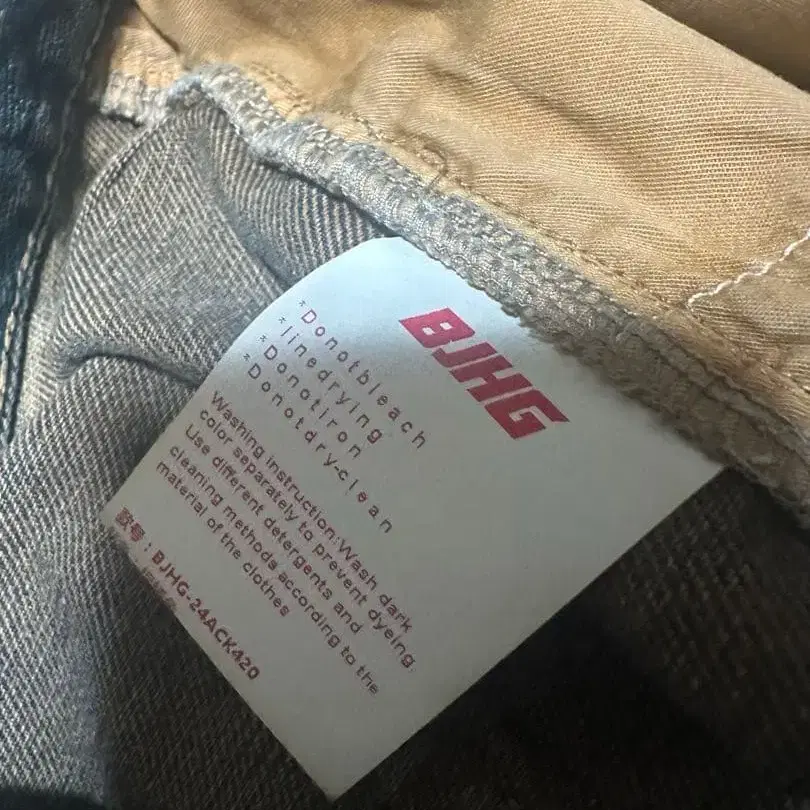 BJHG
*Donotbleach
*linedrying
*Donotiron
*Donotdry-clean
Washing instruction:Wash dark
color separately to prevent dyeing
Use different detergents and
cleaning methods according to the
material of the clothes
款号：BJHG-24ACK420